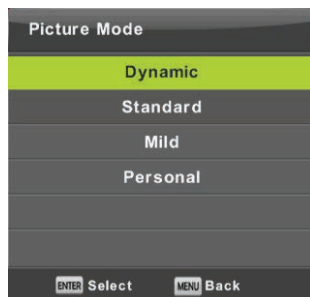 Picture Mode
Dynamic
Standard
Mild
Personal
ENTER Select MENU Back